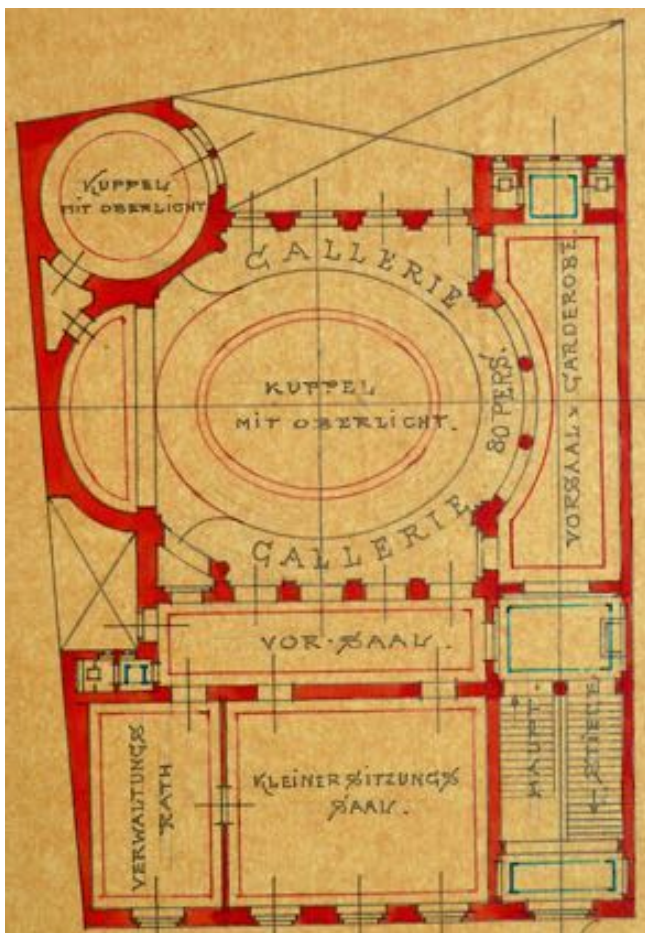 KUPPEL
MIT OBERLICHT
GALLERIE
KUPPEL
MIT OBERLICHT.
80 PERS.
VORSAAL & GARDEROBE.
GALLERIE
VOR-SAAL.
VERWALTUNGS
RATH
KLEINER SITZUNGS
SAAL.
HAUPT-
STIEGE